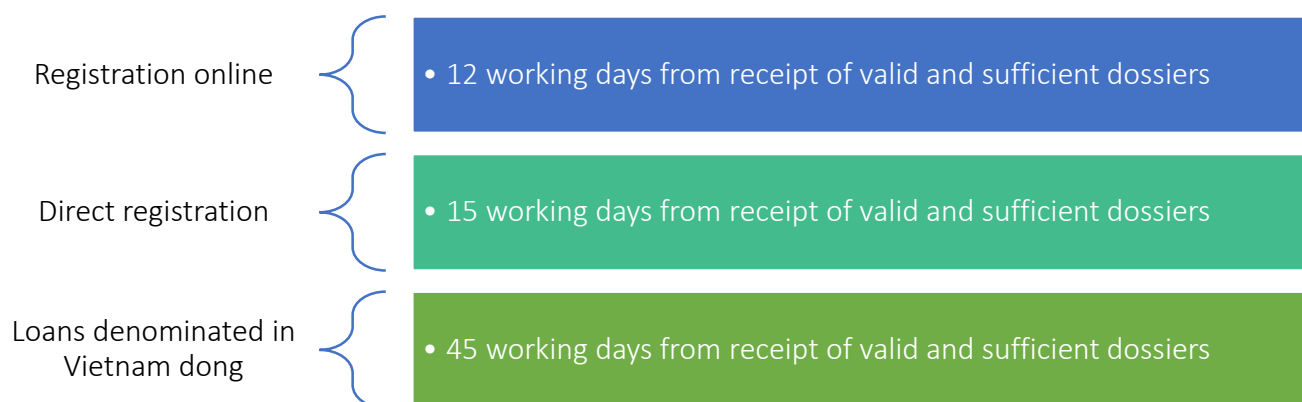 Registration online
• 12 working days from receipt of valid and sufficient dossiers
Direct registration
• 15 working days from receipt of valid and sufficient dossiers
Loans denominated in
Vietnam dong
• 45 working days from receipt of valid and sufficient dossiers